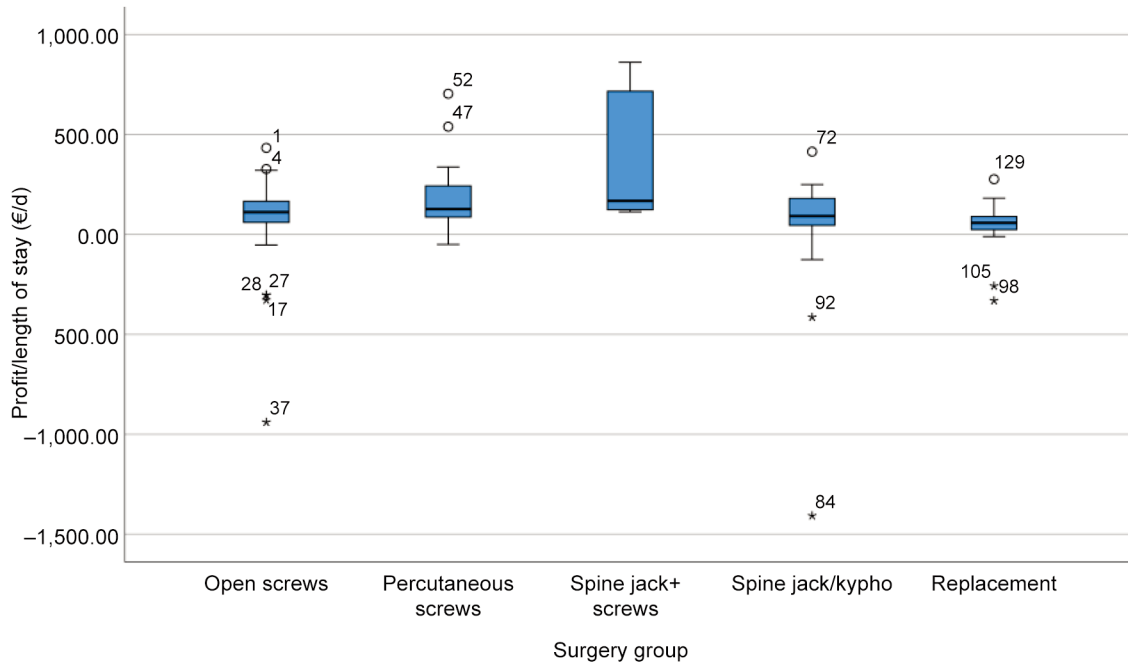 1,000.00
500.00
0.00
500.00
–1,000.00
–1,500.00
Profit/length of stay (€/d)
1
4
28 27
17
37
52
47
72
92
84
129
105
98
Open screws
Percutaneous
screws
Spine jack+
screws
Spine jack/kypho
Replacement
Surgery group